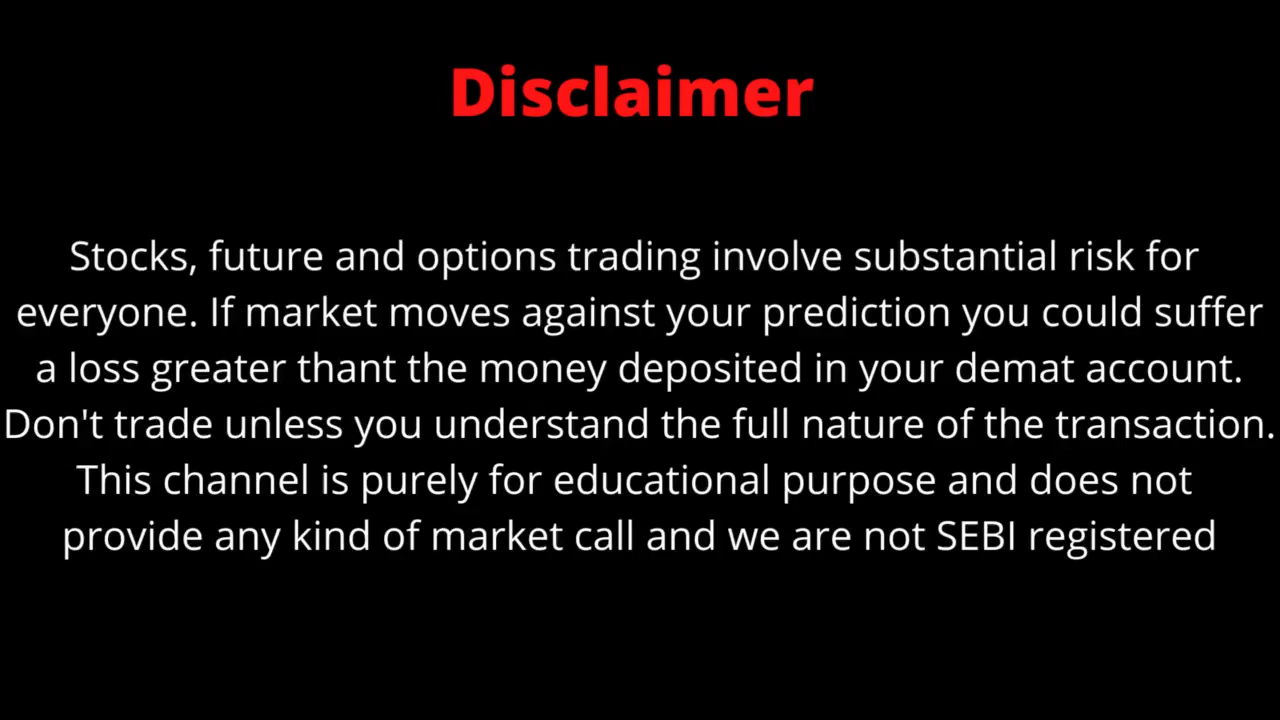 Disclaimer
Stocks, future and options trading involve substantial risk for
everyone. If market moves against your prediction you could suffer
a loss greater thant the money deposited in your demat account.
Don't trade unless you understand the full nature of the transaction.
This channel is purely for educational purpose and does not
provide any kind of market call and we are not SEBI registered